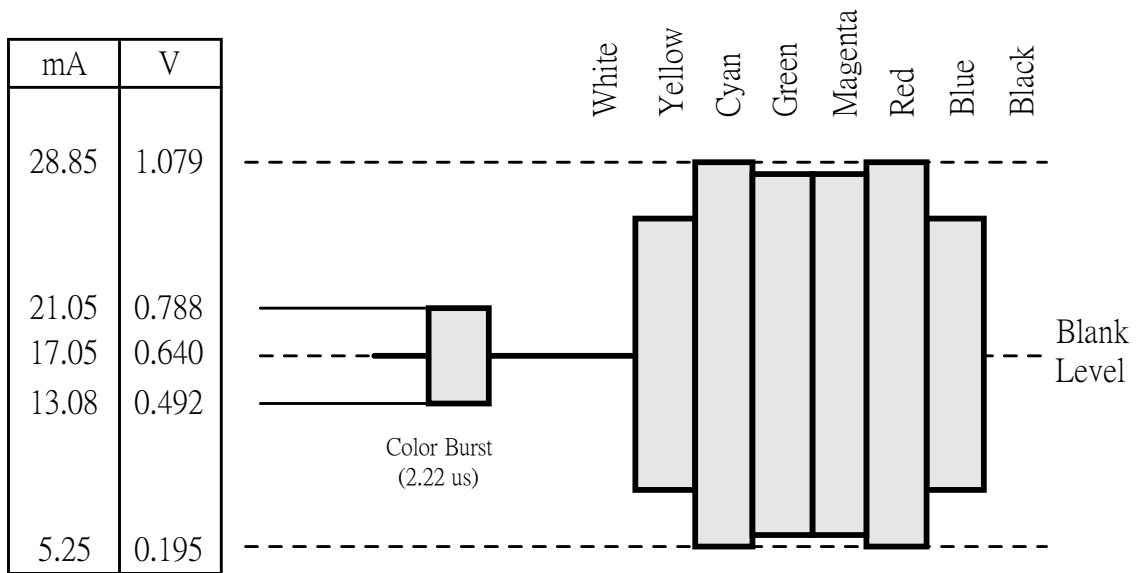 mA V
28.85 1.079
21.05 0.788
17.05 0.640
13.08 0.492
5.25 0.195
White
Yellow
Cyan
Green
Magenta
Red
Blue
Black
Color Burst
(2.22 us)
Blank
Level